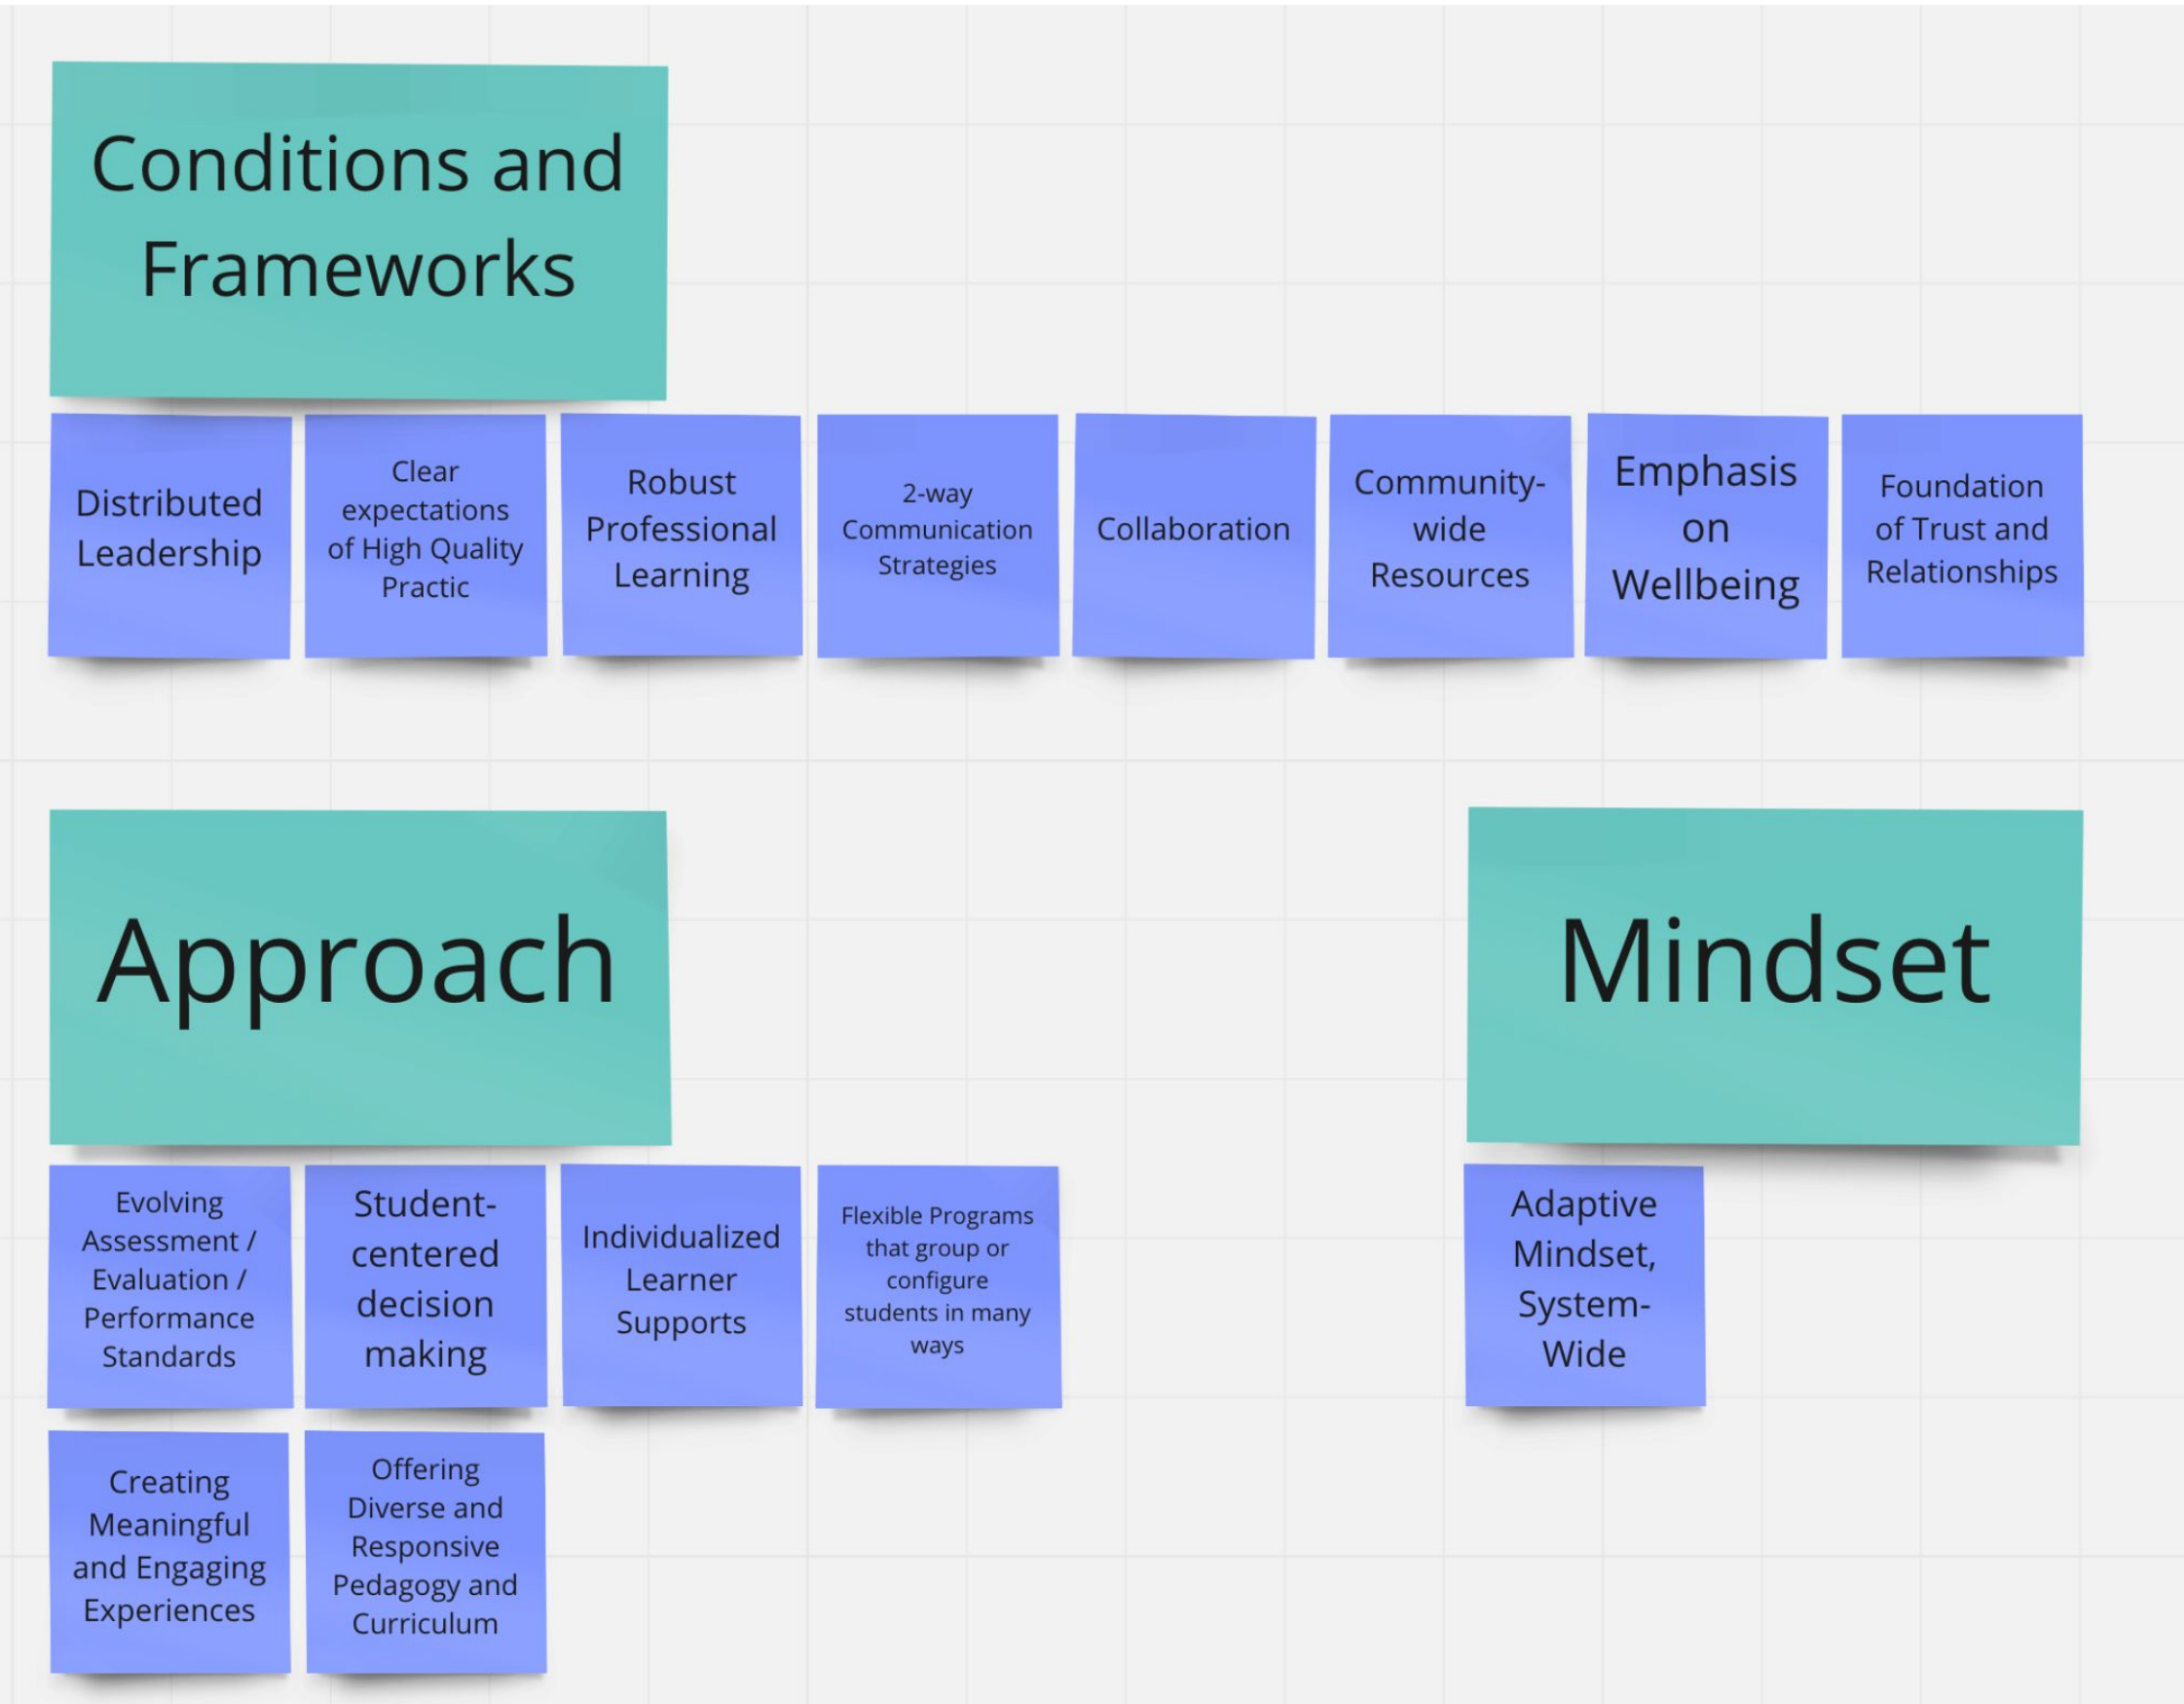 Conditions and
Frameworks
Distributed
Leadership
Clear
expectations
of High Quality
Practic
Robust
Professional
Learning
2-way
Communication
Strategies
Collaboration
Community-
wide
Resources
Emphasis
on
Wellbeing
Foundation
of Trust and
Relationships
Approach
Evolving
Assessment /
Evaluation /
Performance
Standards
Student-
centered
decision
making
Individualized
Learner
Supports
Flexible Programs
that group or
configure
students in many
ways
Creating
Meaningful
and Engaging
Experiences
Offering
Diverse and
Responsive
Pedagogy and
Curriculum
Mindset
Adaptive
Mindset,
System-
Wide